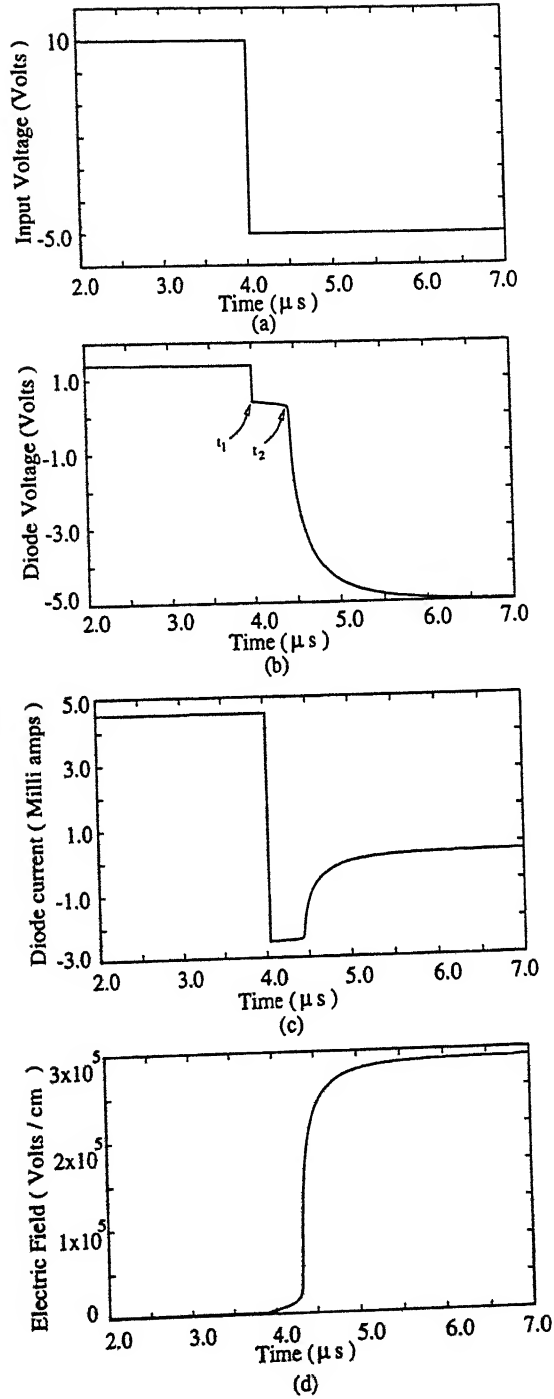 Input Voltage (Volts)
10
-5.0
2.0 3.0 4.0 5.0 6.0 7.0
Time (μ s)
(a)
Diode Voltage (Volts)
1.0
-1.0
-3.0
-5.0
t1 t2
2.0 3.0 4.0 5.0 6.0 7.0
Time (μ s)
(b)
Diode current ( Milli amps )
5.0
3.0
1.0
-1.0
-3.0
2.0 3.0 4.0 5.0 6.0 7.0
Time (μ s)
(c)
Electric Field ( Volts / cm )
3x10^5
2x10^5
1x10^5
0
2.0 3.0 4.0 5.0 6.0 7.0
Time (μ s)
(d)